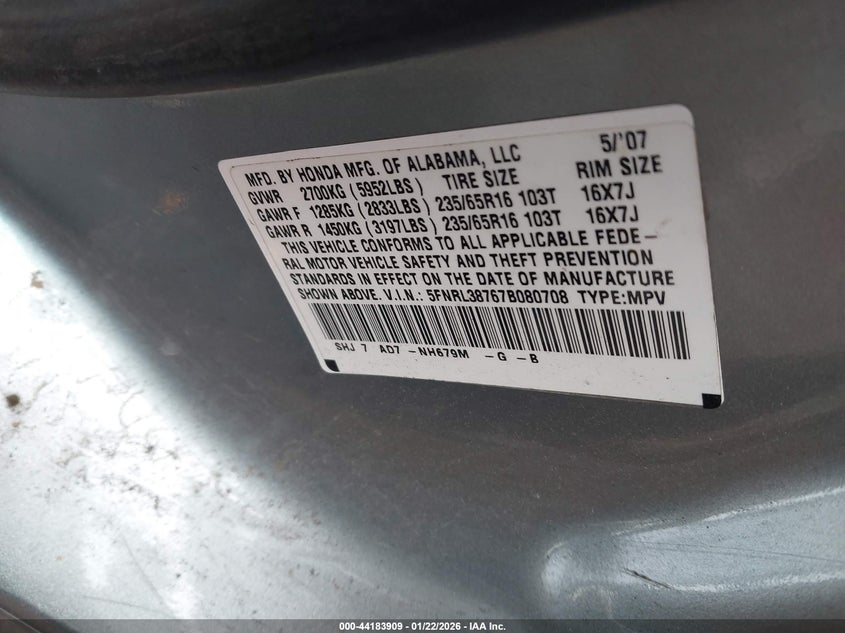 MFD. BY HONDA MFG. OF ALABAMA, LLC 5/'07
GVWR 2700KG (5952LBS) TIRE SIZE RIM SIZE
GAWR F 1285KG (2833LBS) 235/65R16 103T 16X7J
GAWR R 1450KG (3197LBS) 235/65R16 103T 16X7J
THIS VEHICLE CONFORMS TO ALL APPLICABLE FEDE-
RAL MOTOR VEHICLE SAFETY AND THEFT PREVENTION
STANDARDS IN EFFECT ON THE DATE OF MANUFACTURE
SHOWN ABOVE. V.I.N.: 5FNRL38767B080708 TYPE:MPV
SHJ 7 AD7 -NH679M -G -B
000-44183909 | 01/22/2026 - IAA Inc.